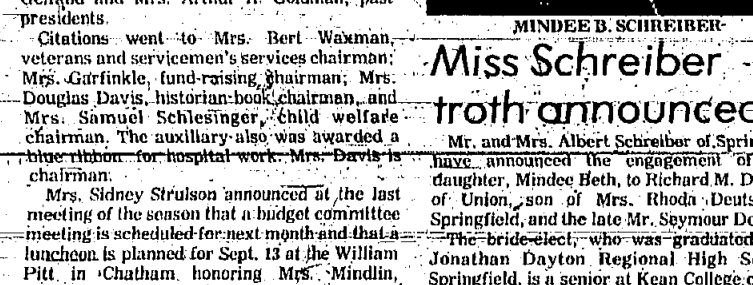 presidents.
Citations went to Mrs. Bert Waxman,
veterans and servicemen's services chairman;
Mrs. Garfinkle, fund-raising chairman; Mrs.
Douglas Davis, historian-book chairman, and
Mrs. Samuel Schlesinger, child welfare
chairman. The auxiliary also was awarded a
blue ribbon for hospital work. Mrs. Davis is
chairman.
Mrs. Sidney Strulson announced at the last
meeting of the season that a budget committtee
meeting is scheduled for next month and that a
luncheon is planned for Sept. 13 at the William
Pitt in Chatham honoring Mrs. Mindlin,
MINDEE B. SCHREIBER
Miss Schreiber
troth announced
Mr. and Mrs. Albert Schreiber of Sprin
have announced the engagement of
daughter, Mindee Beth, to Richard M. D
of Union, son of Mrs. Rhoda Deuts
Springfield, and the late Mr. Seymour De
The bride-elect, who was graduated
Jonathan Dayton Regional High S
Springfield, is a senior at Kean College